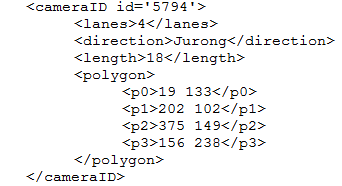 <cameraID id='5794'>
<lanes>4</lanes>
<direction>Jurong</direction>
<length>18</length>
<polygon>
<p0>19 133</p0>
<p1>202 102</p1>
<p2>375 149</p2>
<p3>156 238</p3>
</polygon>
</cameraID>